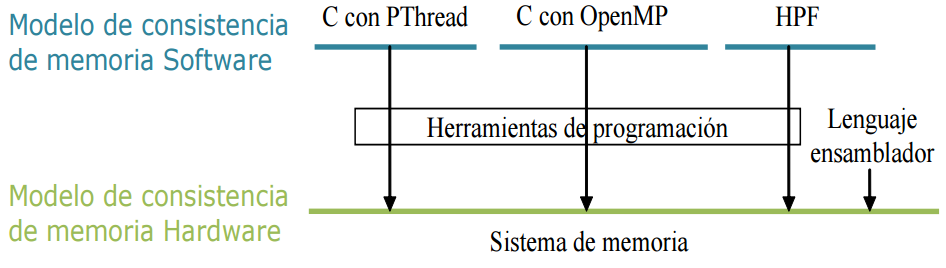 Modelo de consistencia
de memoria Software
C con PThread
C con OpenMP
HPF
Herramientas de programación
Lenguaje
ensamblador
Modelo de consistencia
de memoria Hardware
Sistema de memoria